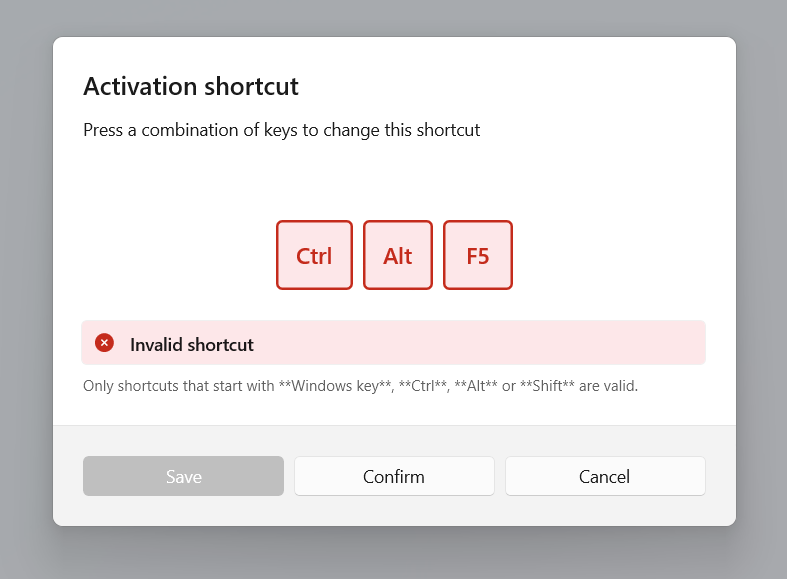 Activation shortcut
Press a combination of keys to change this shortcut
Ctrl Alt F5
Invalid shortcut
Only shortcuts that start with **Windows key**, **Ctrl**, **Alt** or **Shift** are valid.
Save Confirm Cancel